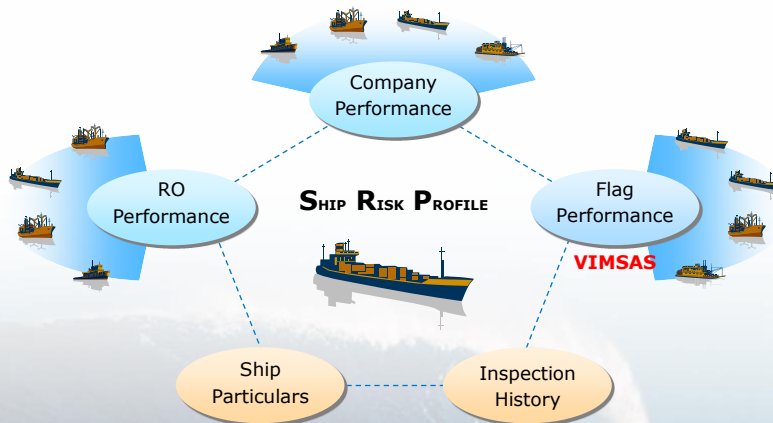 Company
Performance
RO
Performance
Ship Risk Profile
Flag
Performance
VIMSAS
Ship
Particulars
Inspection
History